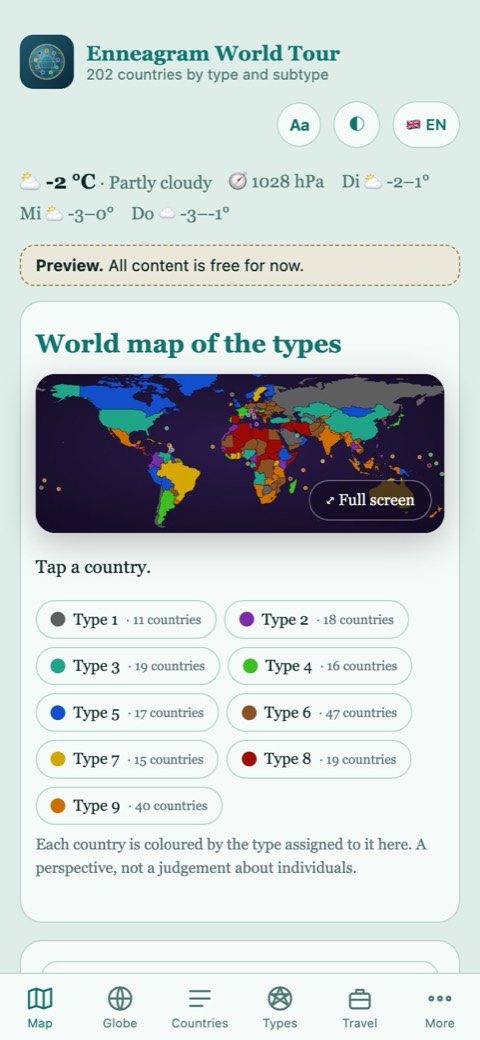 Enneagram World Tour
202 countries by type and subtype
Aa
EN
-2 °C · Partly cloudy 1028 hPa Di -2–1°
Mi -3–0° Do -3–-1°
Preview. All content is free for now.
World map of the types
Full screen
Tap a country.
Type 1 · 11 countries Type 2 · 18 countries
Type 3 · 19 countries Type 4 · 16 countries
Type 5 · 17 countries Type 6 · 47 countries
Type 7 · 15 countries Type 8 · 19 countries
Type 9 · 40 countries
Each country is coloured by the type assigned to it here. A
perspective, not a judgement about individuals.
Map Globe Countries Types Travel More